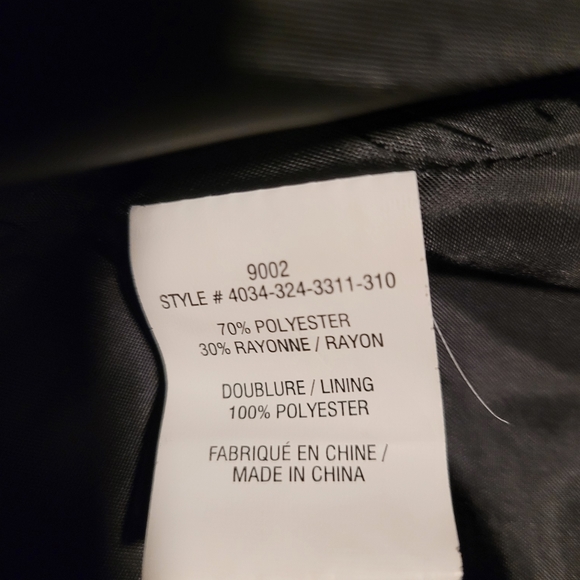 9002
STYLE # 4034-324-3311-310
70% POLYESTER
30% RAYONNE / RAYON
DOUBLURE / LINING
100% POLYESTER
FABRIQUÉ EN CHINE /
MADE IN CHINA